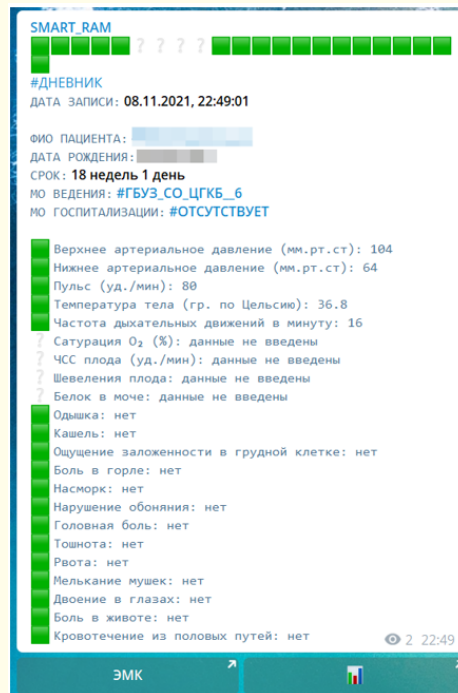 SMART_RAM
? ? ? ?
#ДНЕВНИК
ДАТА ЗАПИСИ: 08.11.2021, 22:49:01
ФИО ПАЦИЕНТА:
ДАТА РОЖДЕНИЯ:
СРОК: 18 недель 1 день
МО ВЕДЕНИЯ: #ГБУЗ_СО_ЦГКБ__6
МО ГОСПИТАЛИЗАЦИИ: #ОТСУТСТВУЕТ
Верхнее артериальное давление (мм.рт.ст): 104
Нижнее артериальное давление (мм.рт.ст): 64
Пульс (уд./мин): 80
Температура тела (гр. по Цельсию): 36.8
Частота дыхательных движений в минуту: 16
? Сатурация O₂ (%): данные не введены
? ЧСС плода (уд./мин): данные не введены
? Шевеления плода: данные не введены
? Белок в моче: данные не введены
Одышка: нет
Кашель: нет
Ощущение заложенности в грудной клетке: нет
Боль в горле: нет
Насморк: нет
Нарушение обоняния: нет
Головная боль: нет
Тошнота: нет
Рвота: нет
Мелькание мушек: нет
Двоение в глазах: нет
Боль в животе: нет
Кровотечение из половых путей: нет
2 22:49
ЭМК